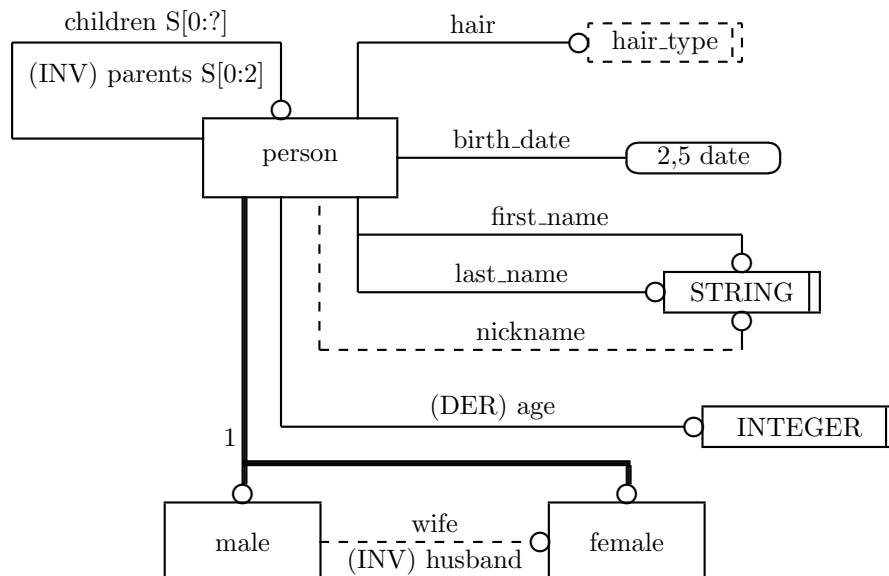 children S[0:?]
hair
hair_type
(INV) parents S[0:2]
person
birth_date
2,5 date
first_name
last_name
STRING
nickname
(DER) age
INTEGER
1
male
wife
(INV) husband
female